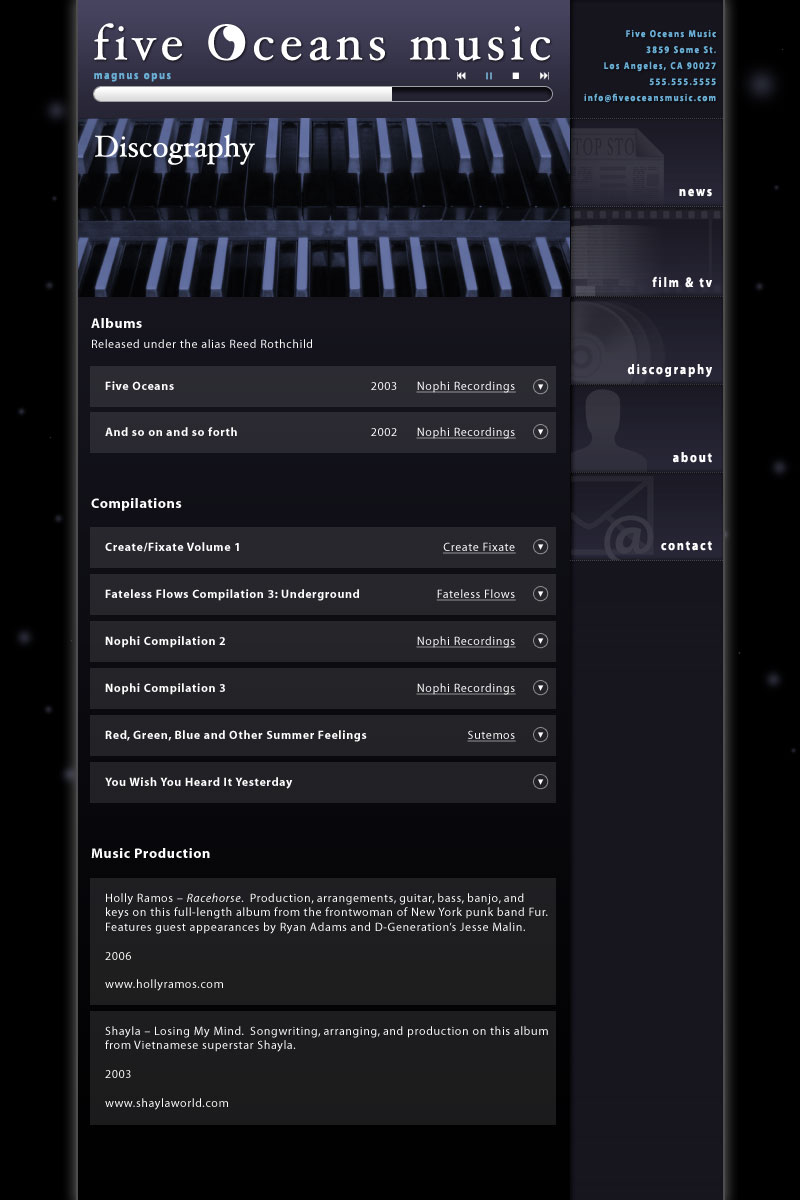 five Oceans music
magnus opus
Five Oceans Music
3859 Some St.
Los Angeles, CA 90027
555.555.5555
info@fiveoceansmusic.com
Discography
TOP STO
news
film & tv
discography
about
@
contact
Albums
Released under the alias Reed Rothchild
Five Oceans 2003 Nophi Recordings
And so on and so forth 2002 Nophi Recordings
Compilations
Create/Fixate Volume 1 Create Fixate
Fateless Flows Compilation 3: Underground Fateless Flows
Nophi Compilation 2 Nophi Recordings
Nophi Compilation 3 Nophi Recordings
Red, Green, Blue and Other Summer Feelings Sutemos
You Wish You Heard It Yesterday
Music Production
Holly Ramos – Racehorse. Production, arrangements, guitar, bass, banjo, and
keys on this full-length album from the frontwoman of New York punk band Fur.
Features guest appearances by Ryan Adams and D-Generation's Jesse Malin.
2006
www.hollyramos.com
Shayla – Losing My Mind. Songwriting, arranging, and production on this album
from Vietnamese superstar Shayla.
2003
www.shaylaworld.com